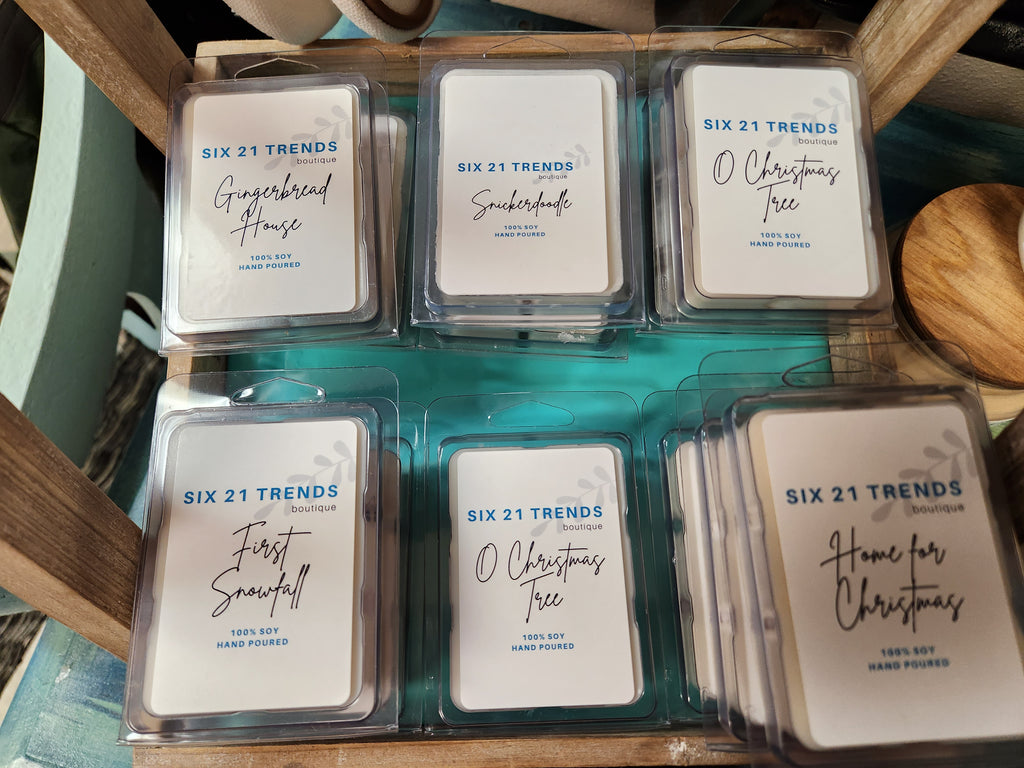 SIX 21 TRENDS
boutique
Gingerbread
House
100% SOY
HAND POURED
SIX 21 TRENDS
boutique
Snickerdoodle
100% SOY
HAND POURED
SIX 21 TRENDS
boutique
O Christmas
Tree
100% SOY
HAND POURED
SIX 21 TRENDS
boutique
First
Snowfall
100% SOY
HAND POURED
SIX 21 TRENDS
boutique
O Christmas
Tree
100% SOY
HAND POURED
SIX 21 TRENDS
boutique
Home for
Christmas
100% SOY
HAND POURED